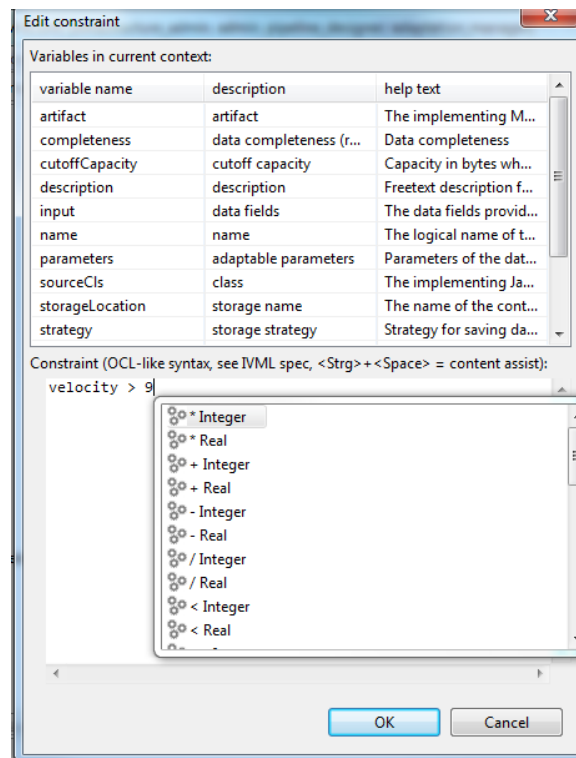 Edit constraint
Variables in current context:
variable name description help text
artifact artifact The implementing M...
completeness data completeness (r... Data completeness
cutoffCapacity cutoff capacity Capacity in bytes wh...
description description Freetext description f...
input data fields The data fields provid...
name name The logical name of t...
parameters adaptable parameters Parameters of the dat...
sourceCls class The implementing Ja...
storageLocation storage name The name of the cont...
strategy storage strategy Strategy for saving da...
Constraint (OCL-like syntax, see IVML spec, <Strg>+<Space> = content assist):
velocity > 9
* Integer
* Real
+ Integer
+ Real
- Integer
- Real
/ Integer
/ Real
< Integer
< Real
OK Cancel